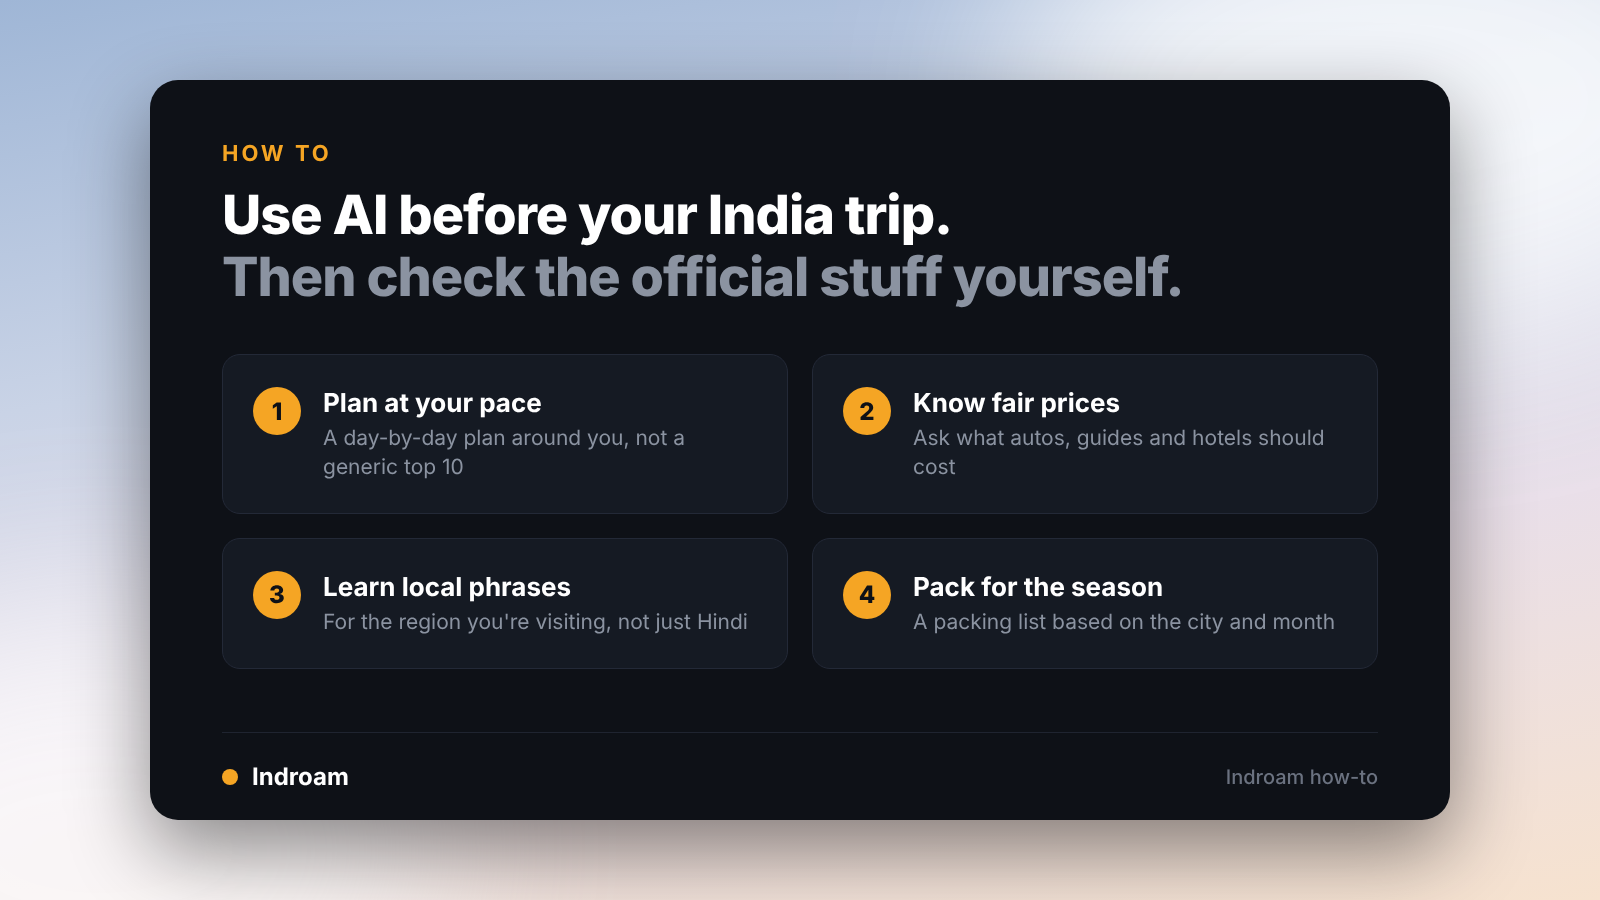 HOW TO
Use AI before your India trip.
Then check the official stuff yourself.
1
Plan at your pace
A day-by-day plan around you, not a
generic top 10
2
Know fair prices
Ask what autos, guides and hotels should
cost
3
Learn local phrases
For the region you're visiting, not just Hindi
4
Pack for the season
A packing list based on the city and month
Indroam
Indroam how-to